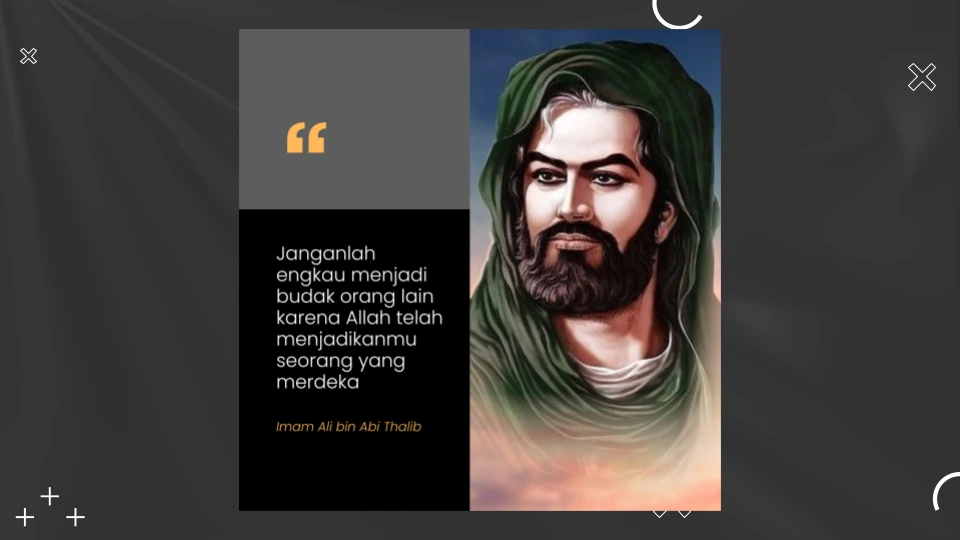 Janganlah
engkau menjadi
budak orang lain
karena Allah telah
menjadikanmu
seorang yang
merdeka
Imam Ali bin Abi Thalib